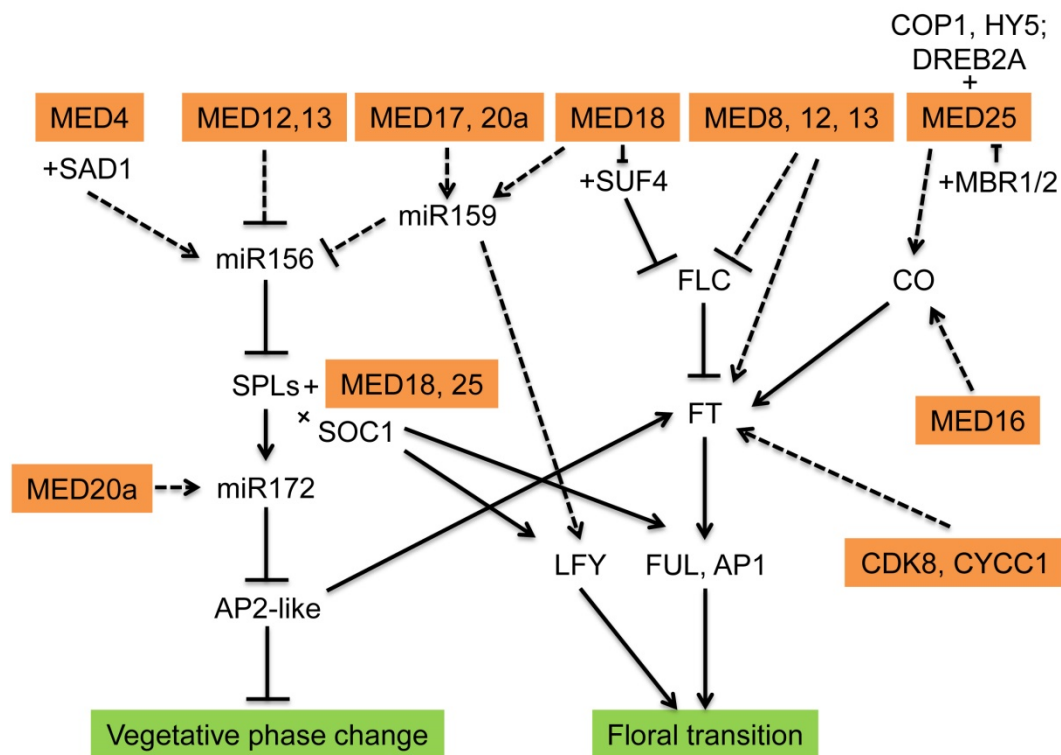 COP1, HY5;
DREB2A
+
MED4
MED12,13
MED17, 20a
MED18
MED8, 12, 13
MED25
+SAD1
+SUF4
+MBR1/2
miR159
miR156
FLC
CO
SPLs +
MED18, 25
+
SOC1
FT
MED16
MED20a
miR172
LFY
FUL, AP1
CDK8, CYCC1
AP2-like
Vegetative phase change
Floral transition